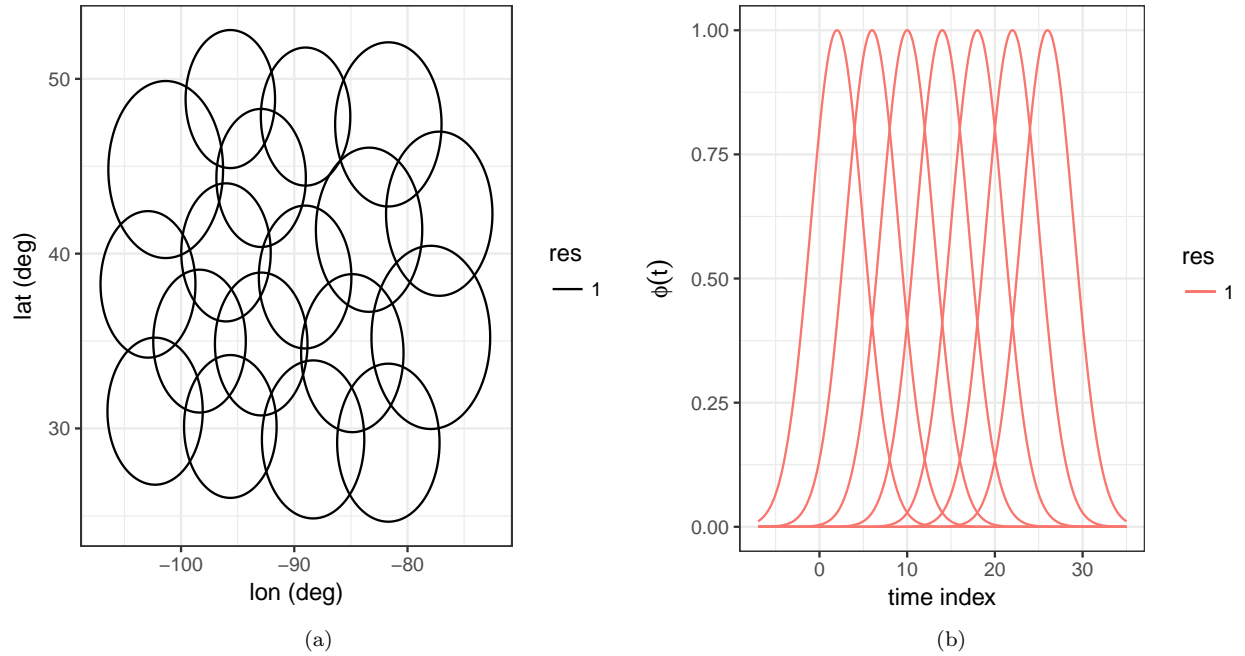 50
40
30
lat (deg)
−100
−90
−80
lon (deg)
res
1
(a)
1.00
0.75
0.50
0.25
0.00
ϕ(t)
0
10
20
30
time index
res
1
(b)